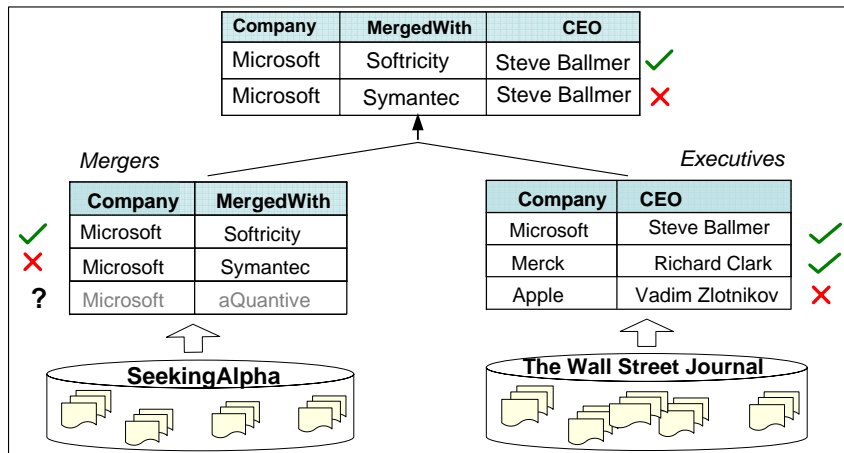 Company MergedWith CEO
Microsoft Softricity Steve Ballmer
Microsoft Symantec Steve Ballmer
Mergers
Executives
Company MergedWith
Microsoft Softricity
Microsoft Symantec
? Microsoft aQuantive
Company CEO
Microsoft Steve Ballmer
Merck Richard Clark
Apple Vadim Zlotnikov
SeekingAlpha
The Wall Street Journal